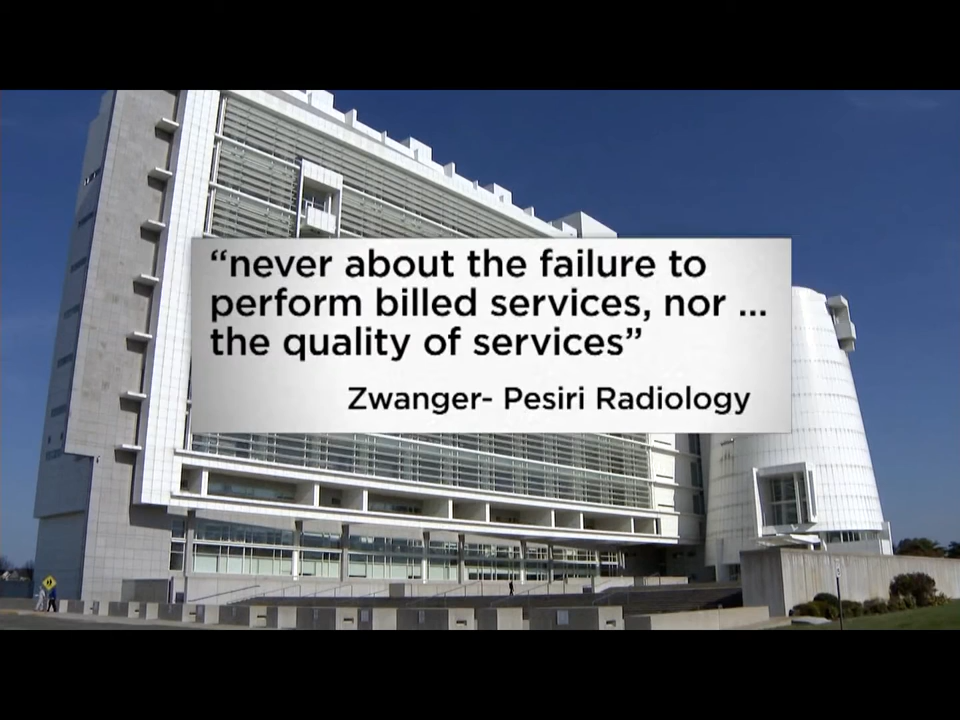 “never about the failure to
perform billed services, nor ...
the quality of services”
Zwanger- Pesiri Radiology